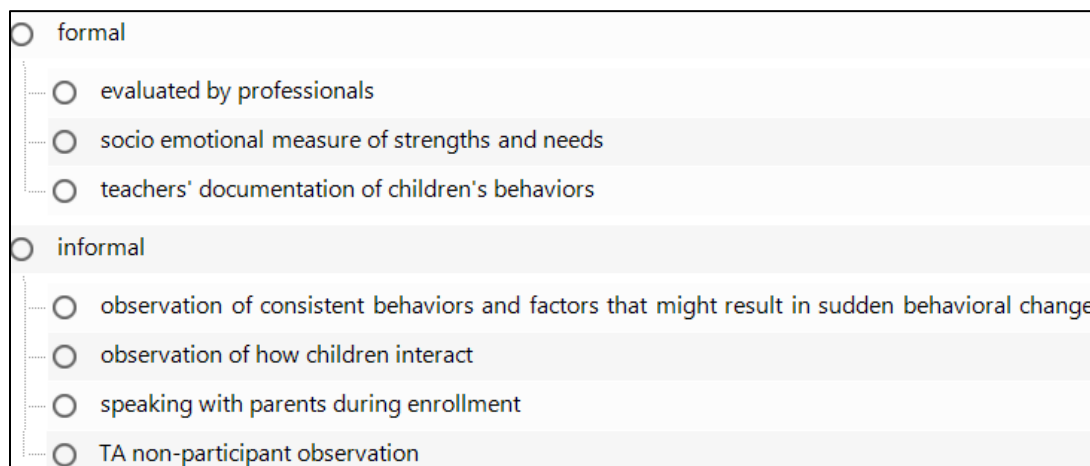 formal
evaluated by professionals
socio emotional measure of strengths and needs
teachers' documentation of children's behaviors
informal
observation of consistent behaviors and factors that might result in sudden behavioral change
observation of how children interact
speaking with parents during enrollment
TA non-participant observation